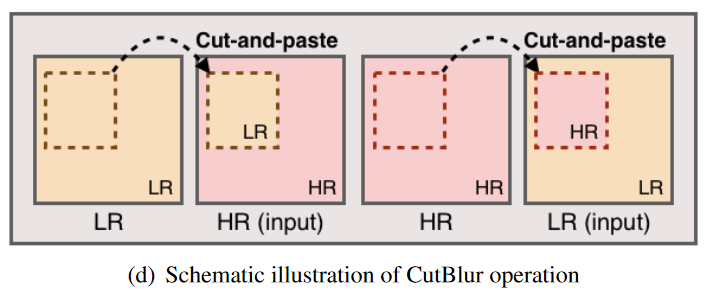 Cut-and-paste Cut-and-paste
LR HR
LR HR HR LR
LR HR (input) HR LR (input)
(d) Schematic illustration of CutBlur operation